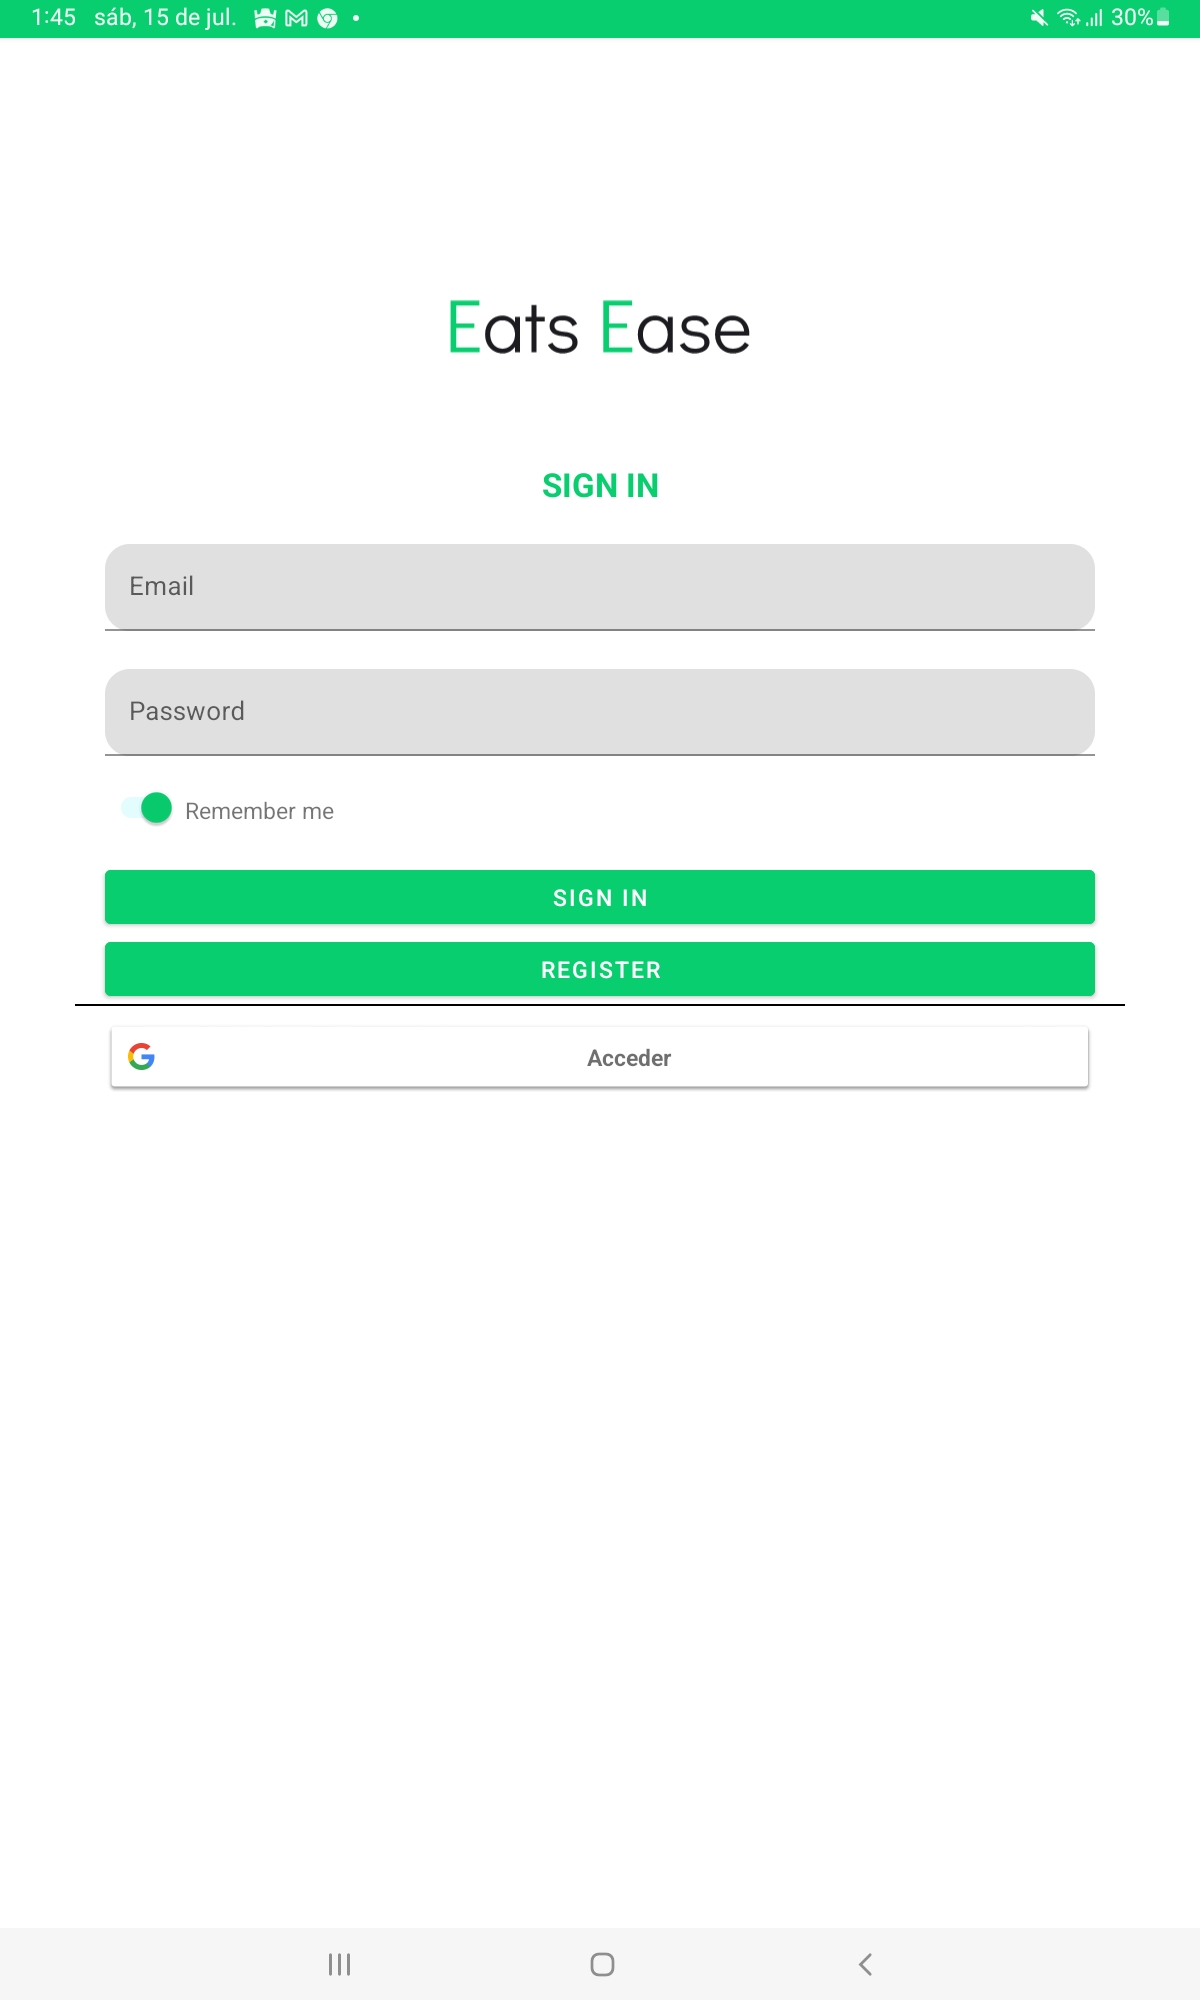 1:45 sáb, 15 de jul. 30%
Eats Ease
SIGN IN
Email
Password
Remember me
SIGN IN
REGISTER
Acceder